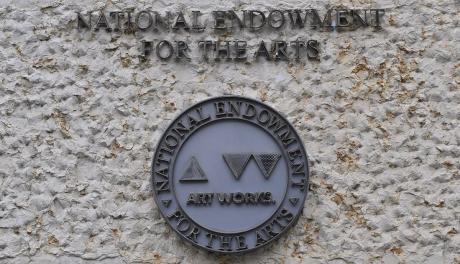 NATIONAL ENDOWMENT
FOR THE ARTS
NATIONAL ENDOWMENT
ART WORKS.
FOR THE ARTS